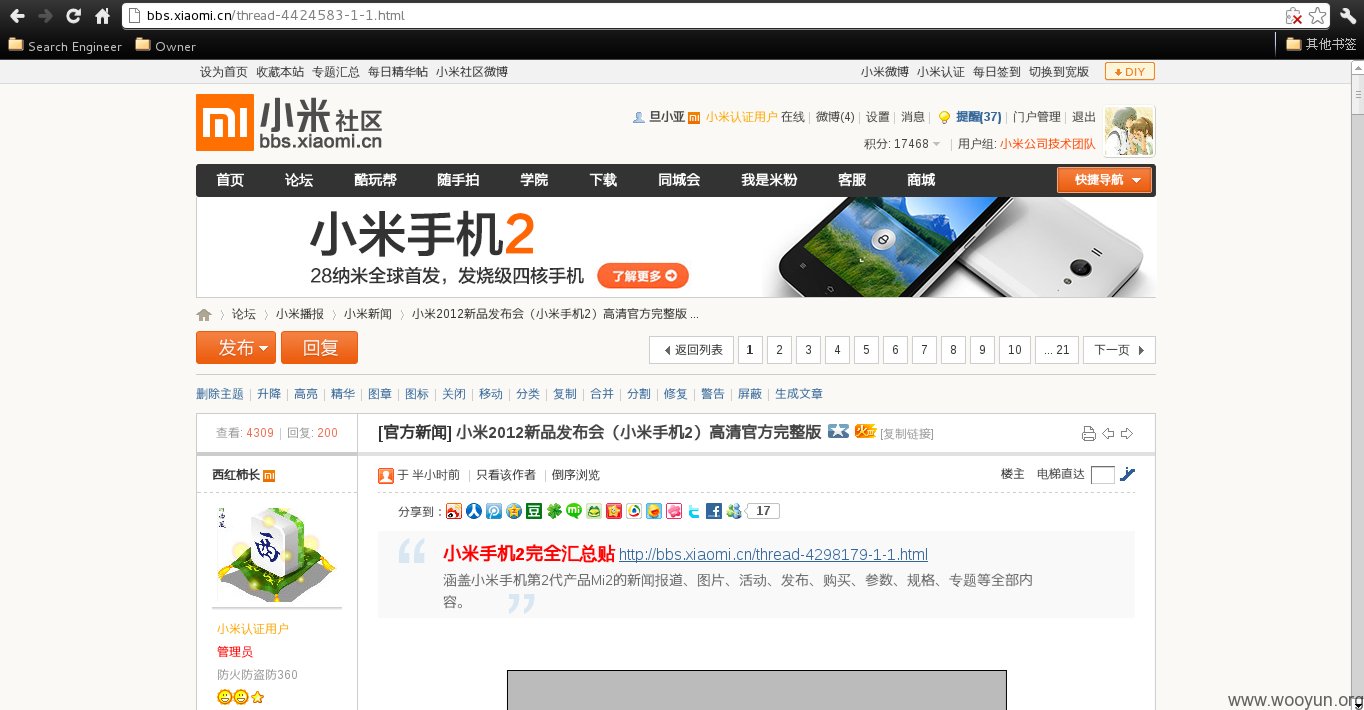 bbs.xiaomi.cn/thread-4424583-1-1.html
Search Engineer Owner 其他书签
设为首页 收藏本站 专题汇总 每日精华帖 小米社区微博 小米微博 小米认证 每日签到 切换到宽版 DIY
小米社区
bbs.xiaomi.cn
旦小亚 小米认证用户 在线 | 微博(4) | 设置 | 消息 | 提醒(37) | 门户管理 | 退出
积分: 17468 | 用户组: 小米公司技术团队
首页 论坛 酷玩帮 随手拍 学院 下载 同城会 我是米粉 客服 商城 快捷导航
小米手机2
28纳米全球首发，发烧级四核手机 了解更多
论坛 › 小米播报 › 小米新闻 › 小米2012新品发布会（小米手机2）高清官方完整版 ...
发布 回复 返回列表 1 2 3 4 5 6 7 8 9 10 ... 21 下一页
删除主题 | 升降 | 高亮 | 精华 | 图章 | 图标 | 关闭 | 移动 | 分类 | 复制 | 合并 | 分割 | 修复 | 警告 | 屏蔽 | 生成文章
查看: 4309 | 回复: 200 [官方新闻] 小米2012新品发布会（小米手机2）高清官方完整版 [复制链接]
西红柿长 于 半小时前 | 只看该作者 | 倒序浏览 楼主 电梯直达
分享到： 17
小米手机2完全汇总贴 http://bbs.xiaomi.cn/thread-4298179-1-1.html
涵盖小米手机第2代产品Mi2的新闻报道、图片、活动、发布、购买、参数、规格、专题等全部内
容。
小米认证用户
管理员
防火防盗防360
www.wooyun.org